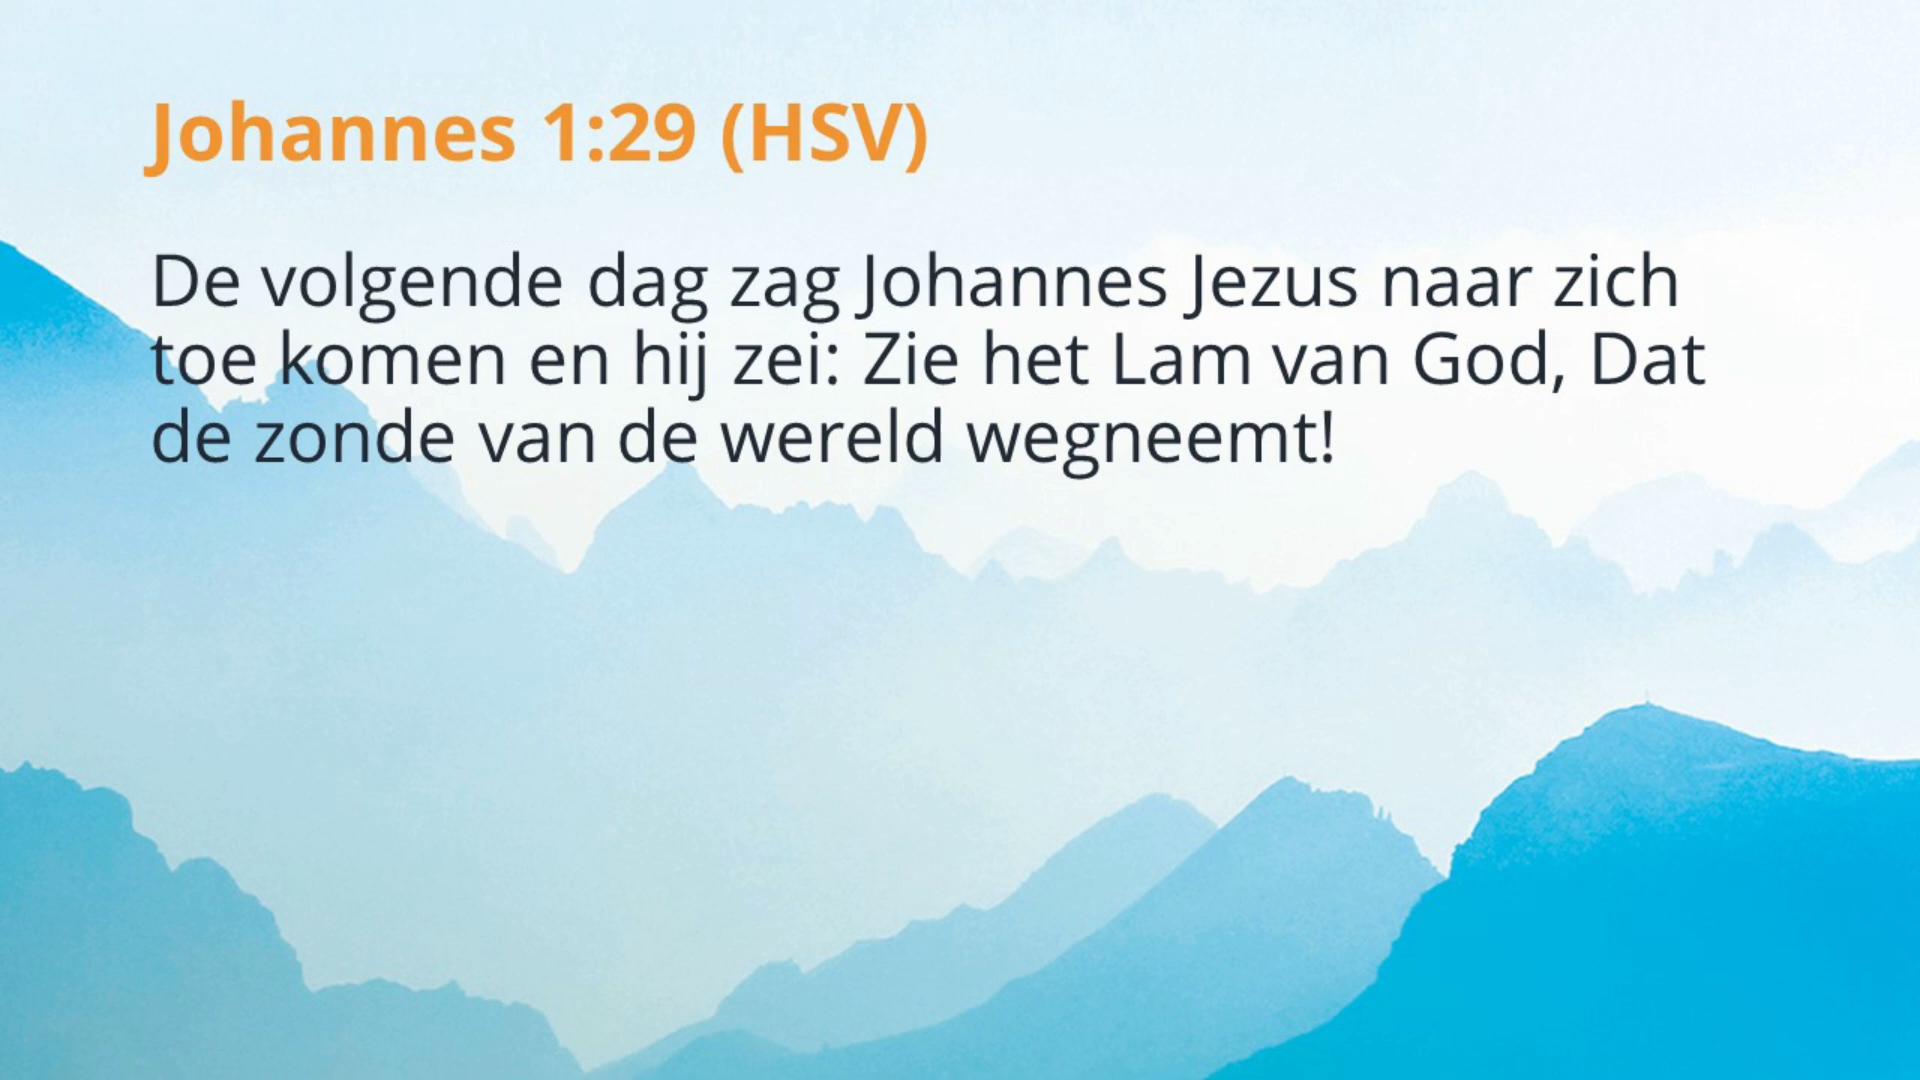 Johannes 1:29 (HSV)
De volgende dag zag Johannes Jezus naar zich
toe komen en hij zei: Zie het Lam van God, Dat
de zonde van de wereld wegneemt!